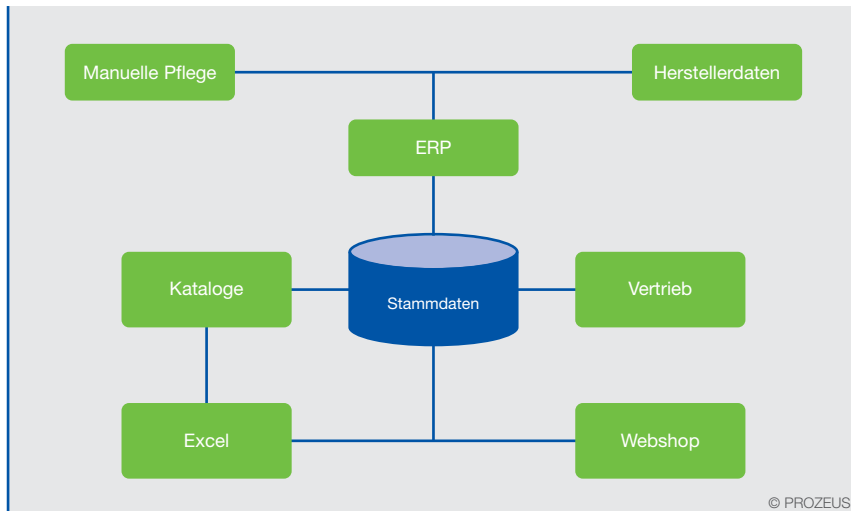 Manuelle Pflege
Herstellerdaten
ERP
Kataloge
Stammdaten
Vertrieb
Excel
Webshop
© PROZEUS